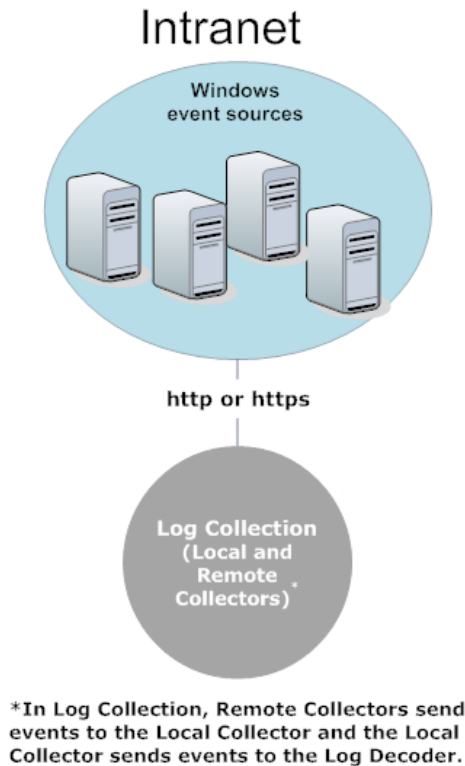 Intranet
Windows
event sources
http or https
Log Collection
(Local and
Remote
Collectors)*
*In Log Collection, Remote Collectors send
events to the Local Collector and the Local
Collector sends events to the Log Decoder.